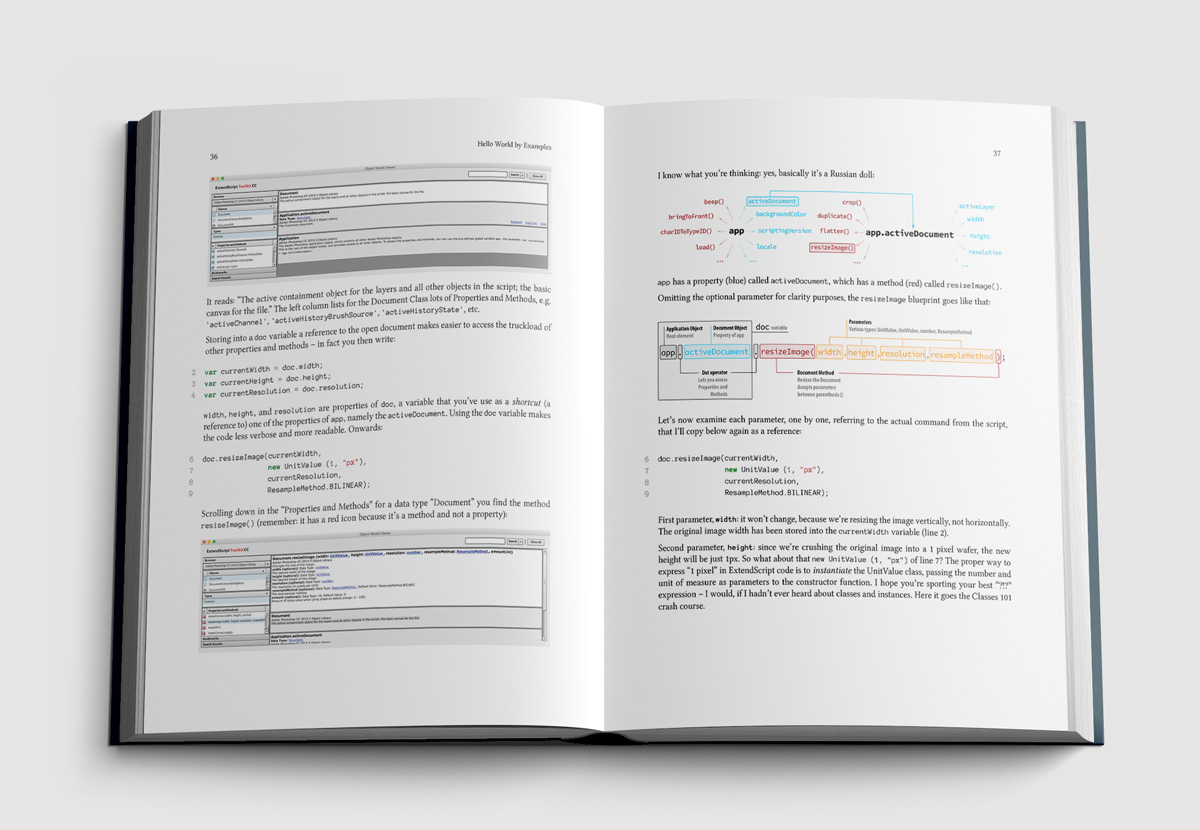 36
Hello World by Examples
ExtendScript Toolkit CC
Document
Application.activeDocument
Application
It reads: "The active containment object for the layers and all other objects in the script; the basic
canvas for the file." The left column lists for the Document Class lots of Properties and Methods, e.g.
'activeChannel', 'activeHistoryBrushSource', 'activeHistoryState', etc.
Storing into a doc variable a reference to the open document makes easier to access the truckload of
other properties and methods – in fact you then write:
2 var currentWidth = doc.width;
3 var currentHeight = doc.height;
4 var currentResolution = doc.resolution;
width, height, and resolution are properties of doc, a variable that you've use as a shortcut (a
reference to) one of the properties of app, namely the activeDocument. Using the doc variable makes
the code less verbose and more readable. Onwards:
6 doc.resizeImage(currentWidth,
7 new UnitValue (1, "px"),
8 currentResolution,
9 ResampleMethod.BILINEAR);
Scrolling down in the "Properties and Methods" for a data type "Document" you find the method
resizeImage() (remember: it has a red icon because it's a method and not a property):
ExtendScript Toolkit CC
Document
Application.activeDocument
37
I know what you're thinking: yes, basically it's a Russian doll:
beep()
activeDocument
crop()
activeLayer
bringToFront()
backgroundColor
duplicate()
width
charIDToTypeID()
app
scriptingVersion
flatten()
app.activeDocument
height
load()
locale
resizeImage()
resolution
...
...
...
...
app has a property (blue) called activeDocument, which has a method (red) called resizeImage().
Omitting the optional parameter for clarity purposes, the resizeImage blueprint goes like that:
Application Object
Root element
Document Object
Property of app
doc variable
Parameters
Various types: UnitValue, UnitValue, number, ResampleMethod
app.activeDocument.resizeImage(width,height,resolution,resampleMethod);
Dot operator
Lets you access
Properties and
Methods
Document Method
Resizes the Document
Accepts parameters
between parenthesis ()
Let's now examine each parameter, one by one, referring to the actual command from the script,
that I'll copy below again as a reference:
6 doc.resizeImage(currentWidth,
7 new UnitValue (1, "px"),
8 currentResolution,
9 ResampleMethod.BILINEAR);
First parameter, width: it won't change, because we're resizing the image vertically, not horizontally.
The original image width has been stored into the currentWidth variable (line 2).
Second parameter, height: since we're crushing the original image into a 1 pixel wafer, the new
height will be just 1px. So what about that new UnitValue (1, "px") of line 7? The proper way to
express "1 pixel" in ExtendScript code is to instantiate the UnitValue class, passing the number and
unit of measure as parameters to the constructor function. I hope you're sporting your best "?!?"
expression – I would, if I hadn't ever heard about classes and instances. Here it goes the Classes 101
crash course.